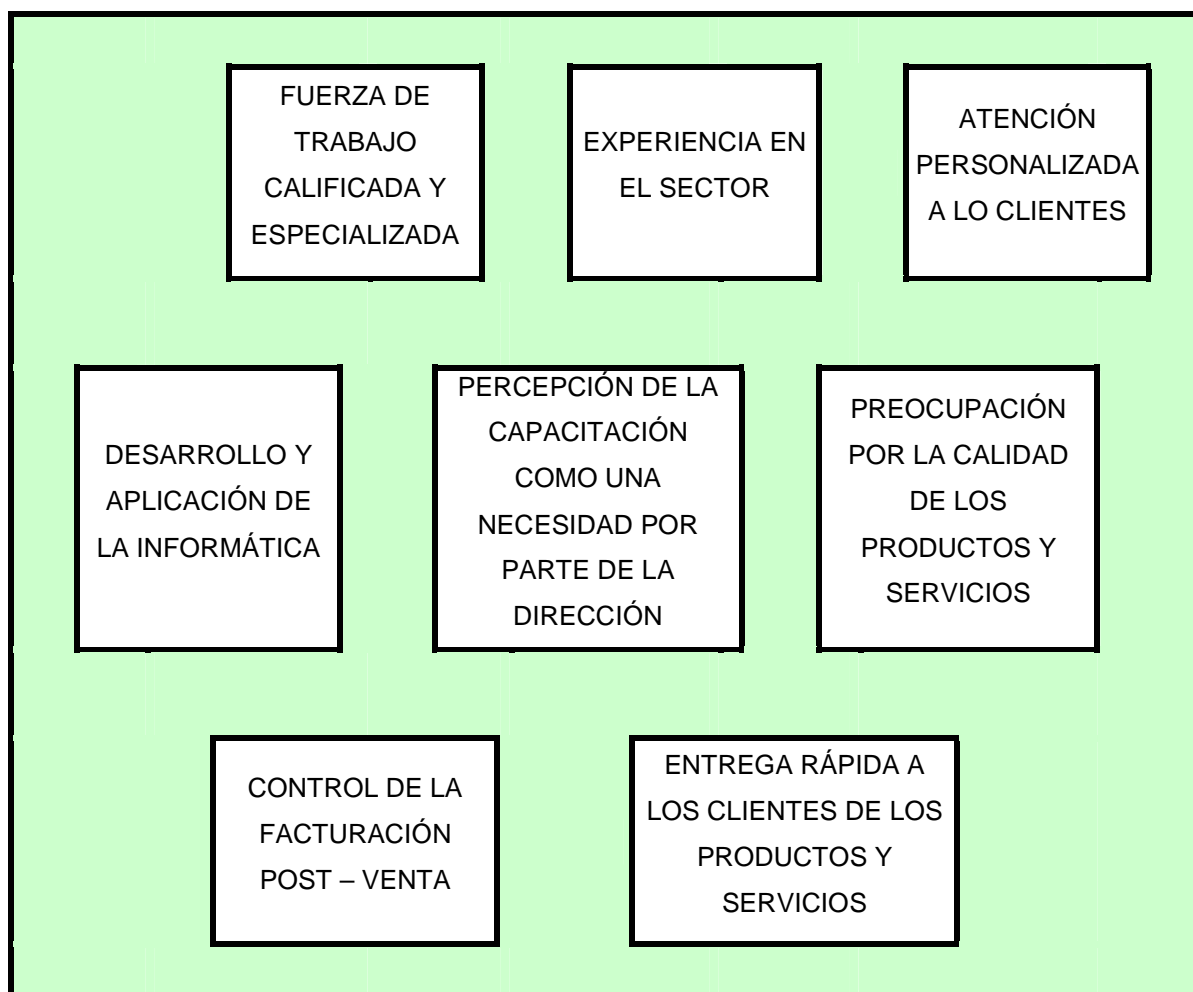 FUERZA DE
TRABAJO
CALIFICADA Y
ESPECIALIZADA
EXPERIENCIA EN
EL SECTOR
ATENCIÓN
PERSONALIZADA
A LO CLIENTES
DESARROLLO Y
APLICACIÓN DE
LA INFORMÁTICA
PERCEPCIÓN DE LA
CAPACITACIÓN
COMO UNA
NECESIDAD POR
PARTE DE LA
DIRECCIÓN
PREOCUPACIÓN
POR LA CALIDAD
DE LOS
PRODUCTOS Y
SERVICIOS
CONTROL DE LA
FACTURACIÓN
POST – VENTA
ENTREGA RÁPIDA A
LOS CLIENTES DE LOS
PRODUCTOS Y
SERVICIOS